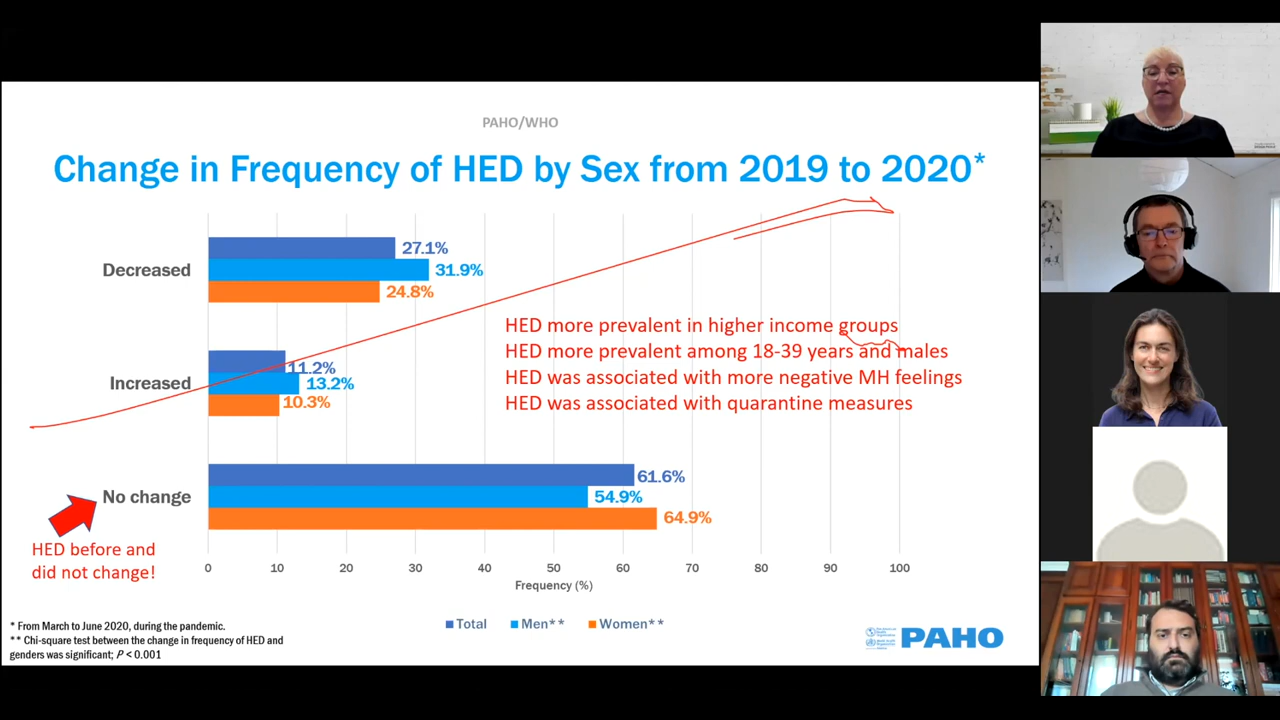 PAHO/WHO
Change in Frequency of HED by Sex from 2019 to 2020*
Decreased
27.1%
31.9%
24.8%
HED more prevalent in higher income groups
HED more prevalent among 18-39 years and males
HED was associated with more negative MH feelings
HED was associated with quarantine measures
Increased
11.2%
13.2%
10.3%
No change
61.6%
54.9%
64.9%
HED before and
did not change!
0 10 20 30 40 50 60 70 80 90 100
Frequency (%)
Total Men** Women**
* From March to June 2020, during the pandemic.
** Chi-square test between the change in frequency of HED and
genders was significant; P < 0.001
PAHO